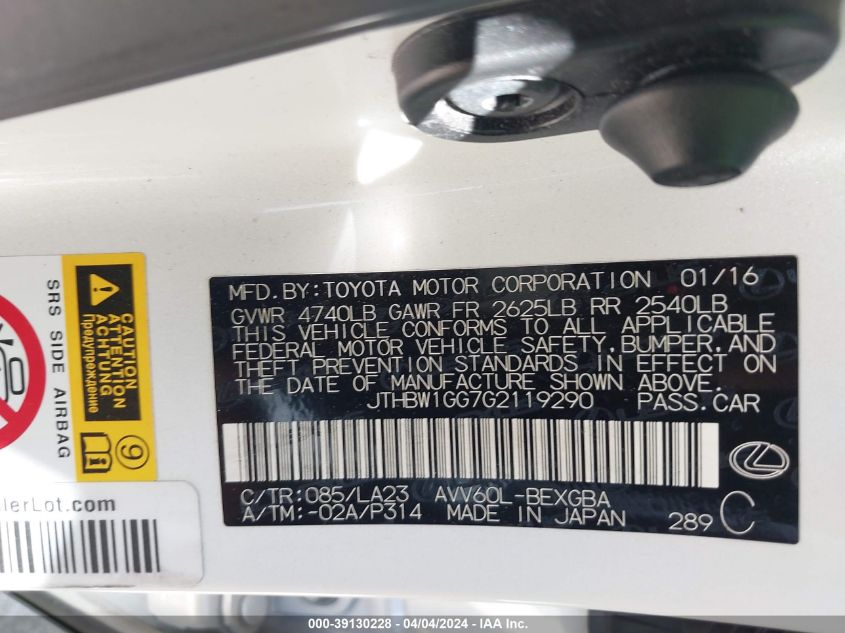 MFD.BY:TOYOTA MOTOR CORPORATION 01/16
GVWR 4740LB GAWR FR 2625LB RR 2540LB
THIS VEHICLE CONFORMS TO ALL APPLICABLE
FEDERAL MOTOR VEHICLE SAFETY,BUMPER,AND
THEFT PREVENTION STANDARDS IN EFFECT ON
THE DATE OF MANUFACTURE SHOWN ABOVE.
JTHBW1GG7G2119290 PASS.CAR
C/TR:085/LA23 AVV60L-BEXGBA
A/TM:-02A/P314 MADE IN JAPAN 289 C
SRS SIDE AIRBAG
CAUTION
ATTENTION
ACHTUNG
Предупреждение
9
lerLot.com
000-39130228 - 04/04/2024 - IAA Inc.